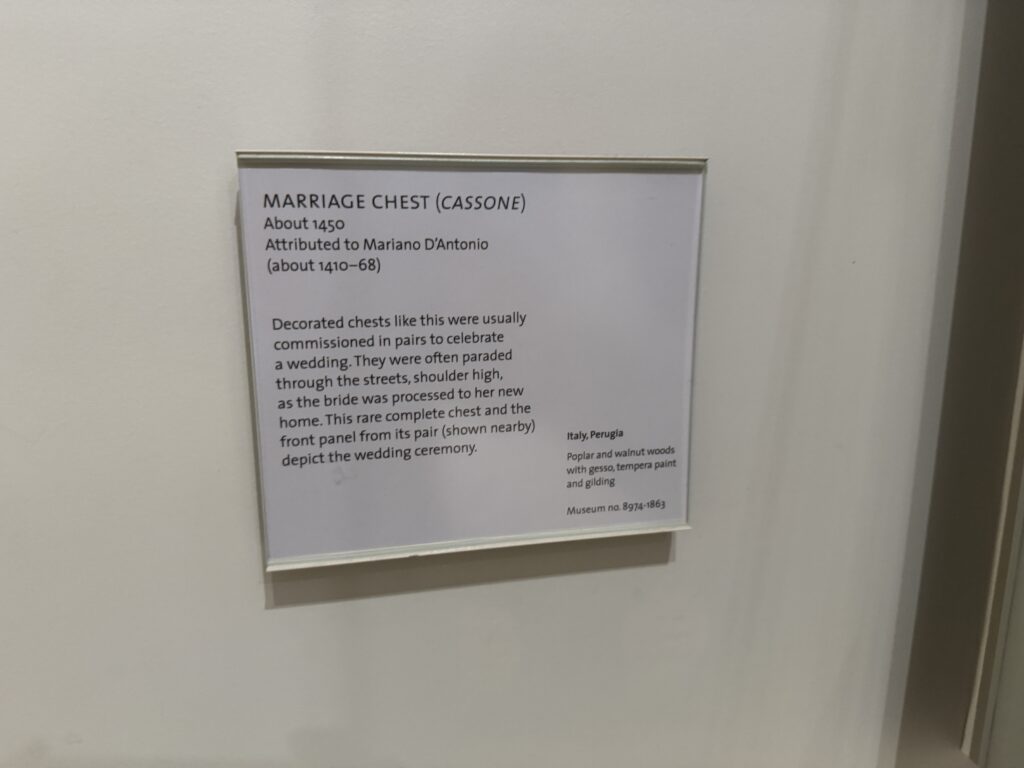 MARRIAGE CHEST (CASSONE)
About 1450
Attributed to Mariano D'Antonio
(about 1410–68)
Decorated chests like this were usually
commissioned in pairs to celebrate
a wedding. They were often paraded
through the streets, shoulder high,
as the bride was processed to her new
home. This rare complete chest and the
front panel from its pair (shown nearby)
depict the wedding ceremony.
Italy, Perugia
Poplar and walnut woods
with gesso, tempera paint
and gilding
Museum no. 8974-1863